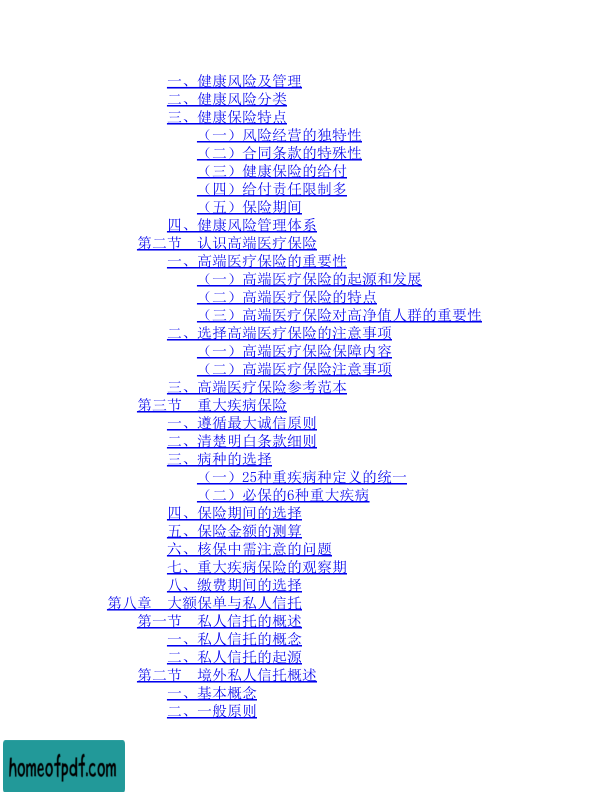 一、健康风险及管理
二、健康风险分类
三、健康保险特点
（一）风险经营的独特性
（二）合同条款的特殊性
（三）健康保险的给付
（四）给付责任限制多
（五）保险期间
四、健康风险管理体系
第二节　认识高端医疗保险
一、高端医疗保险的重要性
（一）高端医疗保险的起源和发展
（二）高端医疗保险的特点
（三）高端医疗保险对高净值人群的重要性
二、选择高端医疗保险的注意事项
（一）高端医疗保险保障内容
（二）高端医疗保险注意事项
三、高端医疗保险参考范本
第三节　重大疾病保险
一、遵循最大诚信原则
二、清楚明白条款细则
三、病种的选择
（一）25种重疾病种定义的统一
（二）必保的6种重大疾病
四、保险期间的选择
五、保险金额的测算
六、核保中需注意的问题
七、重大疾病保险的观察期
八、缴费期间的选择
第八章　大额保单与私人信托
第一节　私人信托的概述
一、私人信托的概念
二、私人信托的起源
第二节　境外私人信托概述
一、基本概念
二、一般原则
homeofpdf.com